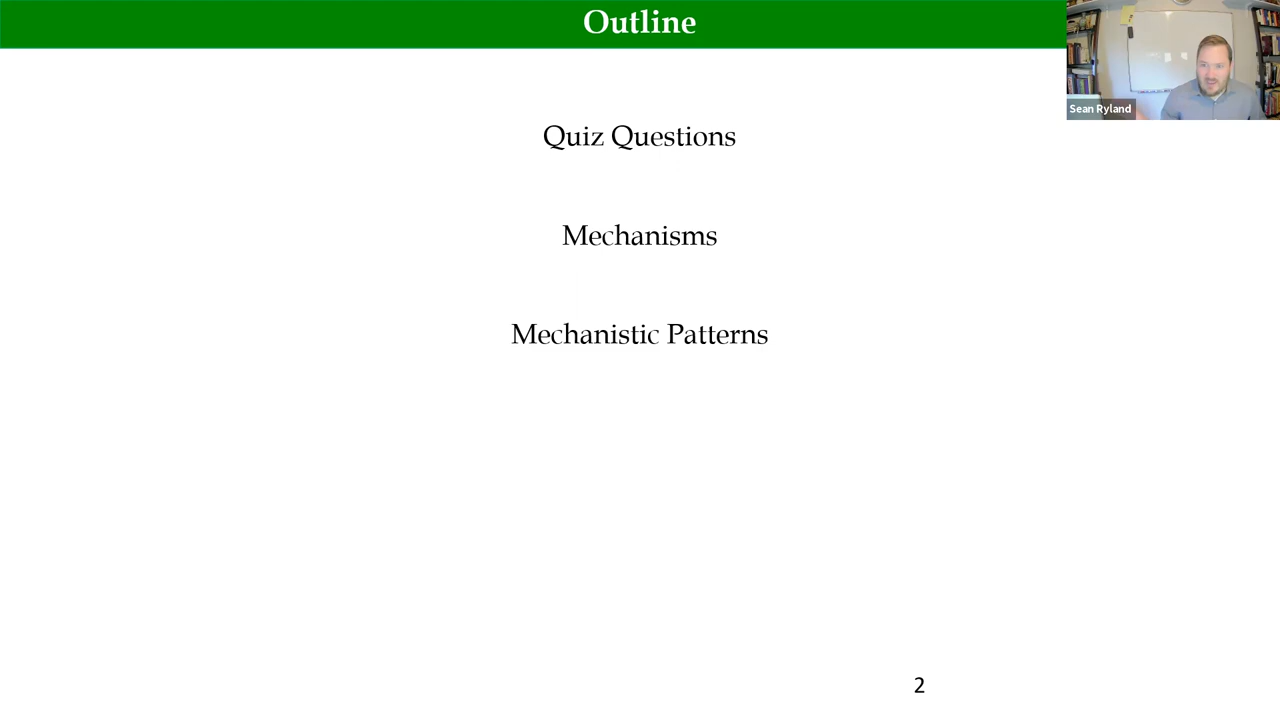 Outline
Sean Ryland
Quiz Questions
Mechanisms
Mechanistic Patterns
2